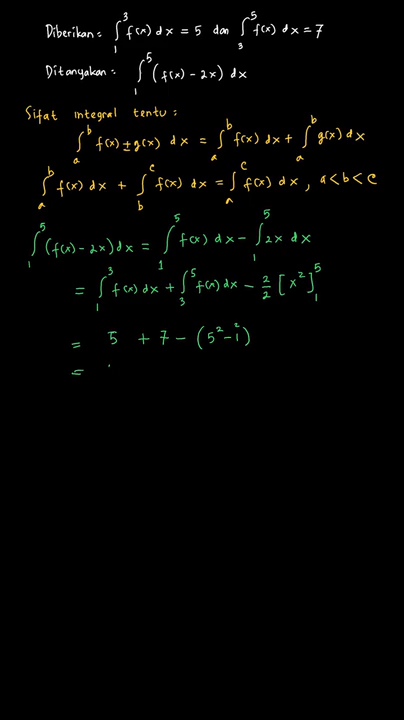 Diberikan: ∫₁³ f(x) dx = 5 dan ∫₃⁵ f(x) dx = 7
Ditanyakan: ∫₁⁵ (f(x) - 2x) dx
Sifat integral tentu:
∫ₐᵇ f(x) ± g(x) dx = ∫ₐᵇ f(x) dx + ∫ₐᵇ g(x) dx
∫ₐᵇ f(x) dx + ∫_b^c f(x) dx = ∫ₐᶜ f(x) dx, a < b < c
∫₁⁵ (f(x) - 2x) dx = ∫₁⁵ f(x) dx - ∫₁⁵ 2x dx
= ∫₁³ f(x) dx + ∫₃⁵ f(x) dx - 2/2 [x²]₁⁵
= 5 + 7 - (5² - 1²)
=